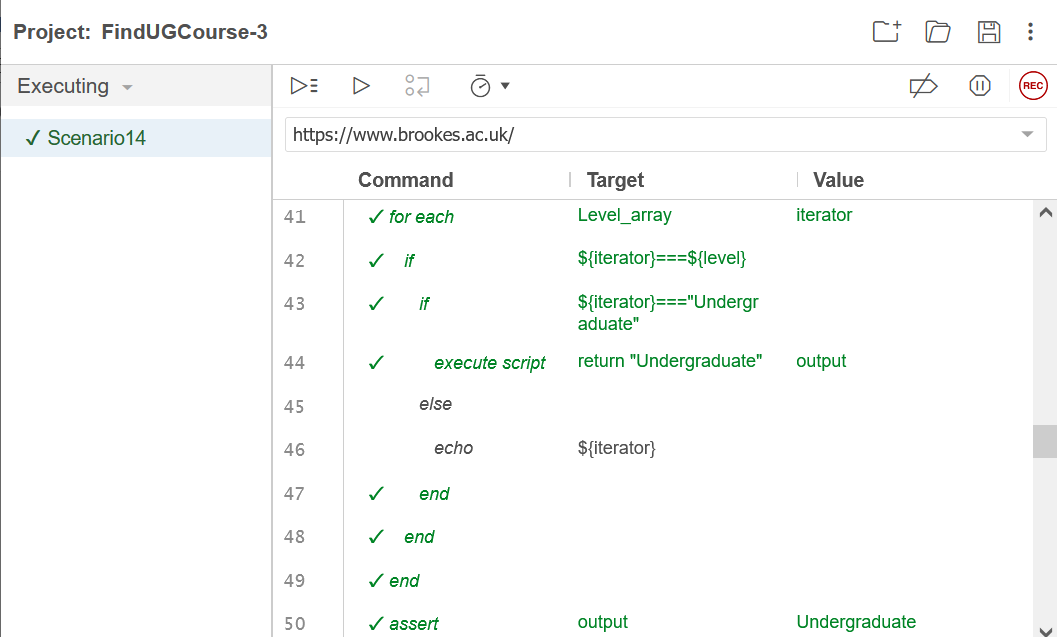 Project: FindUGCourse-3
Executing
REC
✓ Scenario14
https://www.brookes.ac.uk/
Command Target Value
41 ✓ for each Level_array iterator
42 ✓ if ${iterator}===${level}
43 ✓ if ${iterator}==="Undergr
aduate"
44 ✓ execute script return "Undergraduate" output
45 else
46 echo ${iterator}
47 ✓ end
48 ✓ end
49 ✓ end
50 ✓ assert output Undergraduate